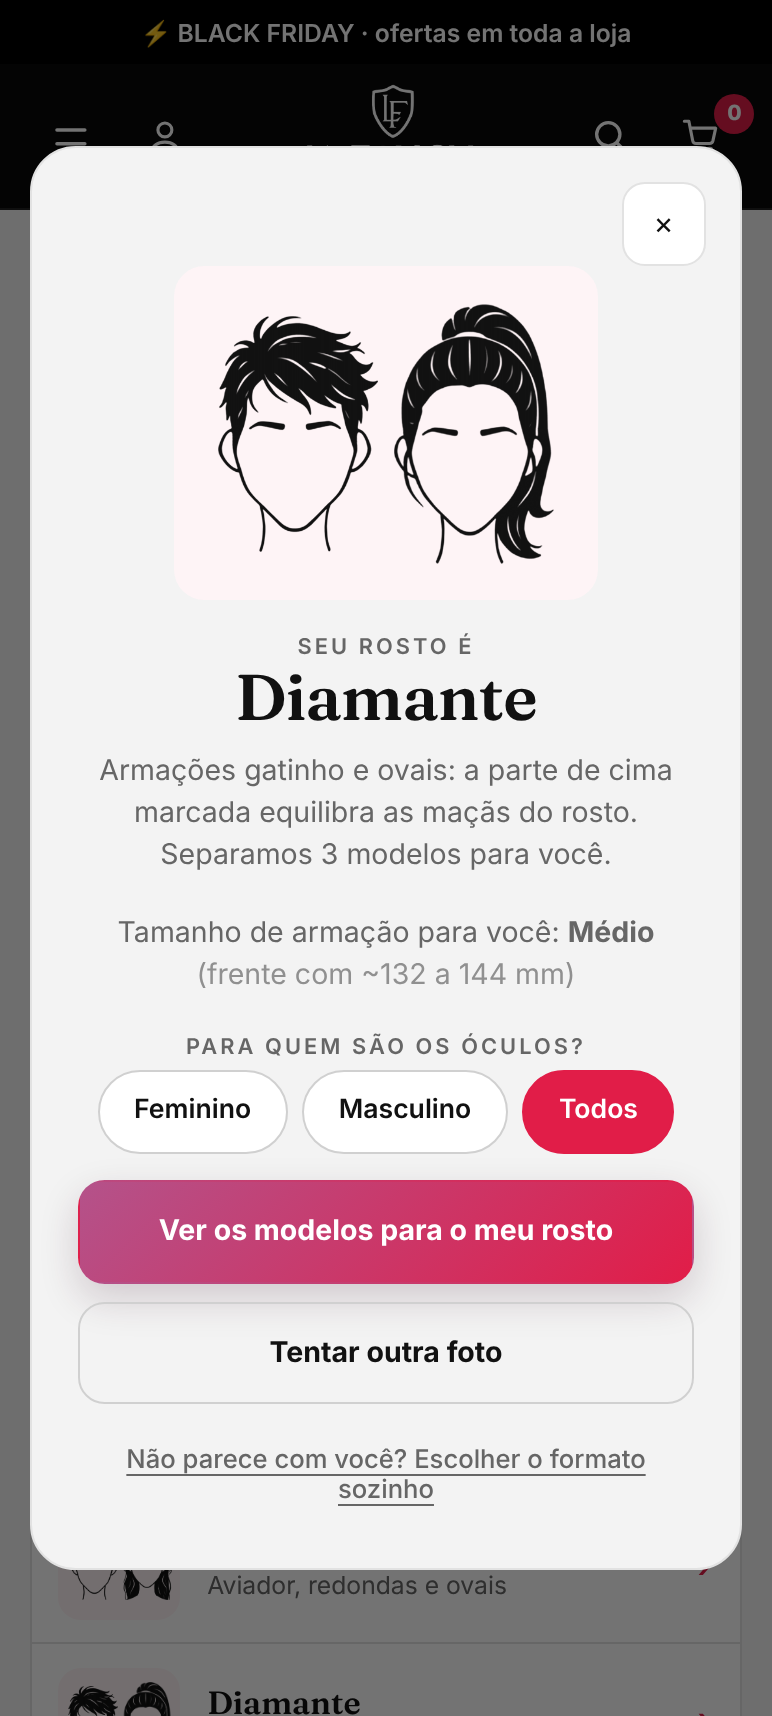 ⚡ BLACK FRIDAY · ofertas em toda a loja
LF
0
×
SEU ROSTO É
Diamante
Armações gatinho e ovais: a parte de cima
marcada equilibra as maçãs do rosto.
Separamos 3 modelos para você.
Tamanho de armação para você: Médio
(frente com ~132 a 144 mm)
PARA QUEM SÃO OS ÓCULOS?
Feminino
Masculino
Todos
Ver os modelos para o meu rosto
Tentar outra foto
Não parece com você? Escolher o formato
sozinho
Aviador, redondas e ovais
Diamante